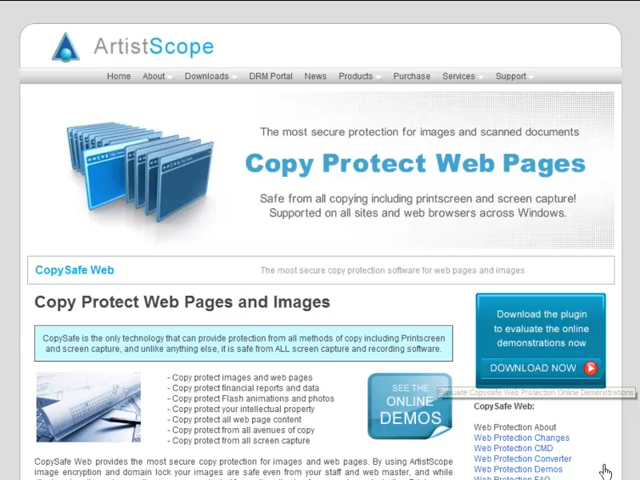 ArtistScope
Home About Downloads DRM Portal News Products Purchase Services Support
The most secure protection for images and scanned documents
Copy Protect Web Pages
Safe from all copying including printscreen and screen capture!
Supported on all sites and web browsers across Windows.
CopySafe Web
The most secure copy protection software for web pages and images.
Copy Protect Web Pages and Images
CopySafe is the only technology that can provide protection from all methods of copy including Printscreen
and screen capture, and unlike anything else, it is safe from ALL screen capture and recording software.
- Copy protect images and web pages
- Copy protect financial reports and data
- Copy protect Flash animations and photos
- Copy protect your intellectual property
- Copy protect all web page content
- Copy protect from all avenues of copy
- Copy protect from all screen capture
SEE THE
ONLINE
DEMOS
CopySafe Web provides the most secure copy protection for images and web pages. By using ArtistScope
image encryption and domain lock your images are safe even from your staff and web master, and while
Download the plugin
to evaluate the online
demonstrations now
DOWNLOAD NOW
Evaluate Copysafe Web Protection Online Demonstrations
CopySafe Web:
Web Protection About
Web Protection Changes
Web Protection CMD
Web Protection Converter
Web Protection Demos
Web Protection FAQ